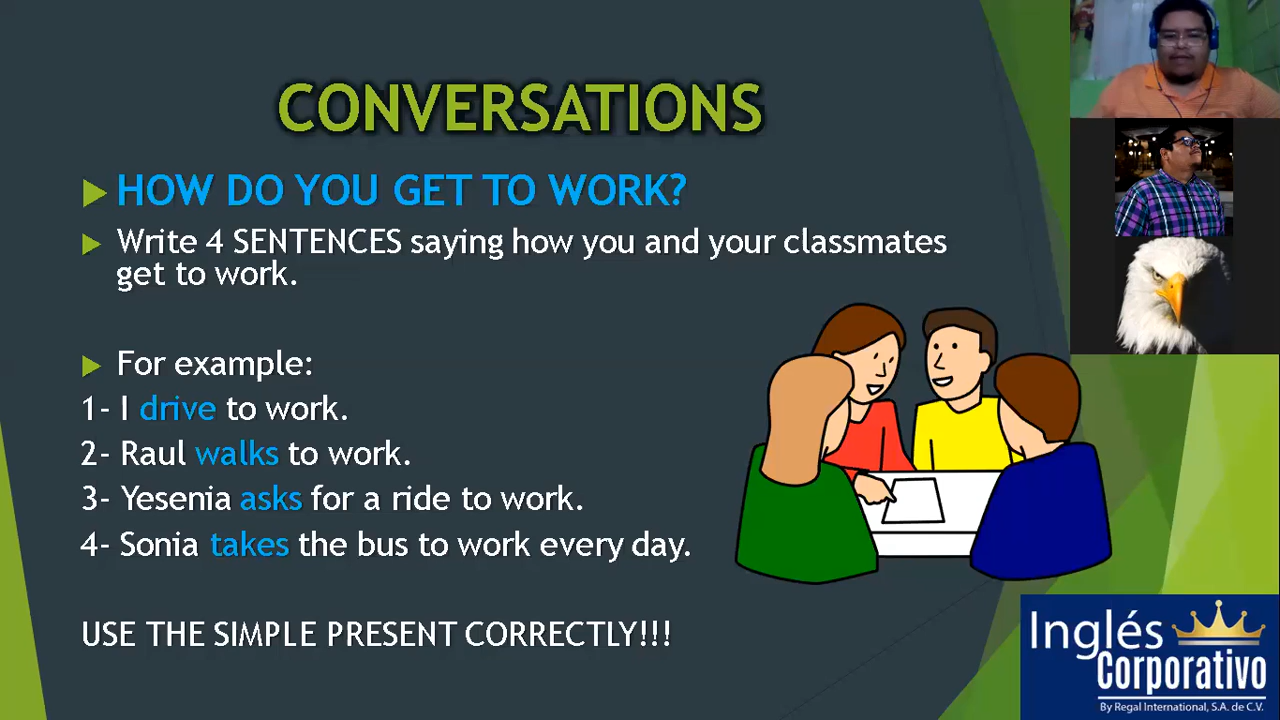 CONVERSATIONS
HOW DO YOU GET TO WORK?
Write 4 SENTENCES saying how you and your classmates
get to work.
For example:
1- I drive to work.
2- Raul walks to work.
3- Yesenia asks for a ride to work.
4- Sonia takes the bus to work every day.
USE THE SIMPLE PRESENT CORRECTLY!!!
Inglés
Corporativo
By Regal International, S.A. de C.V.